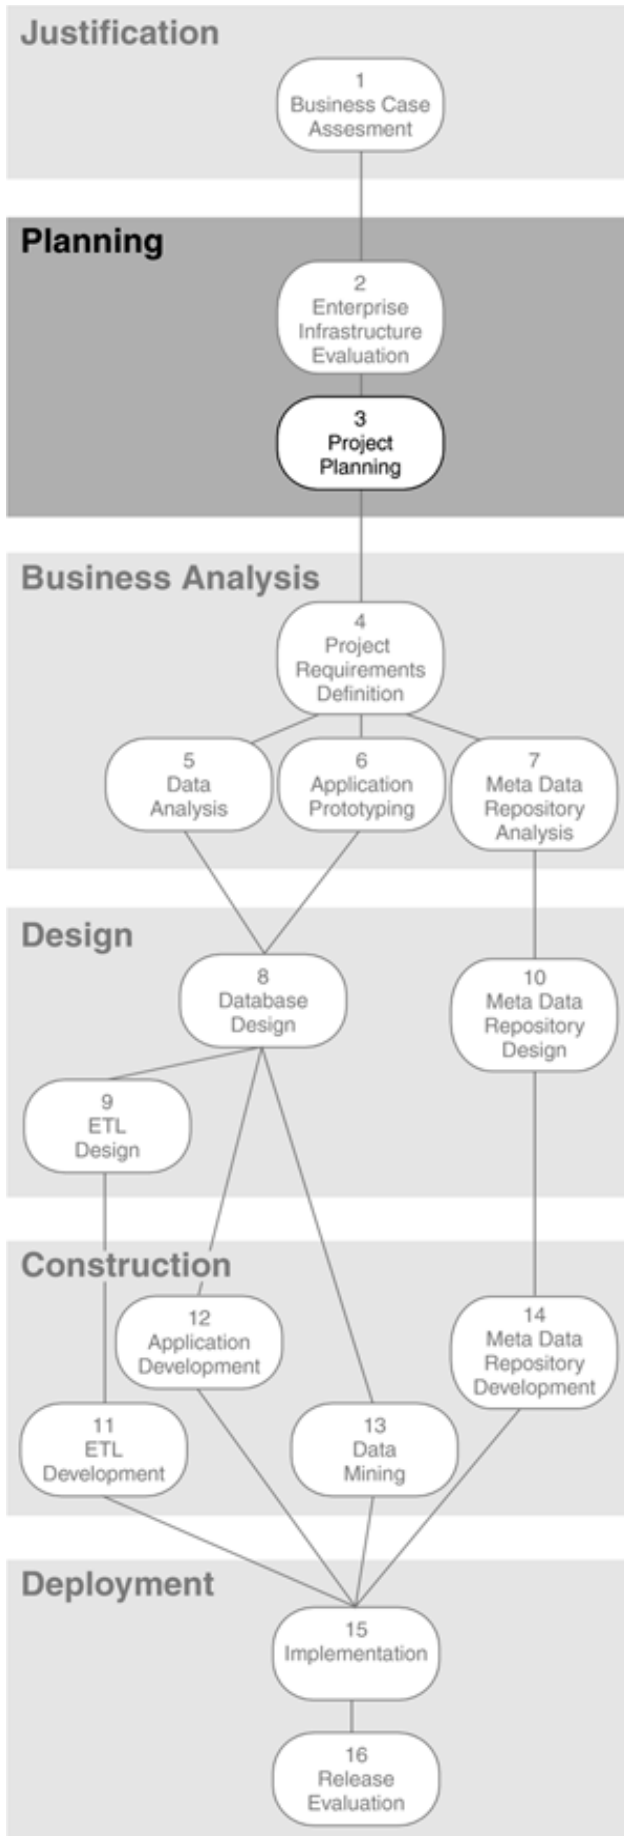 Justification
1
Business Case
Assesment
Planning
2
Enterprise
Infrastructure
Evaluation
3
Project
Planning
Business Analysis
4
Project
Requirements
Definition
5
Data
Analysis
6
Application
Prototyping
7
Meta Data
Repository
Analysis
Design
8
Database
Design
10
Meta Data
Repository
Design
9
ETL
Design
Construction
12
Application
Development
14
Meta Data
Repository
Development
11
ETL
Development
13
Data
Mining
Deployment
15
Implementation
16
Release
Evaluation